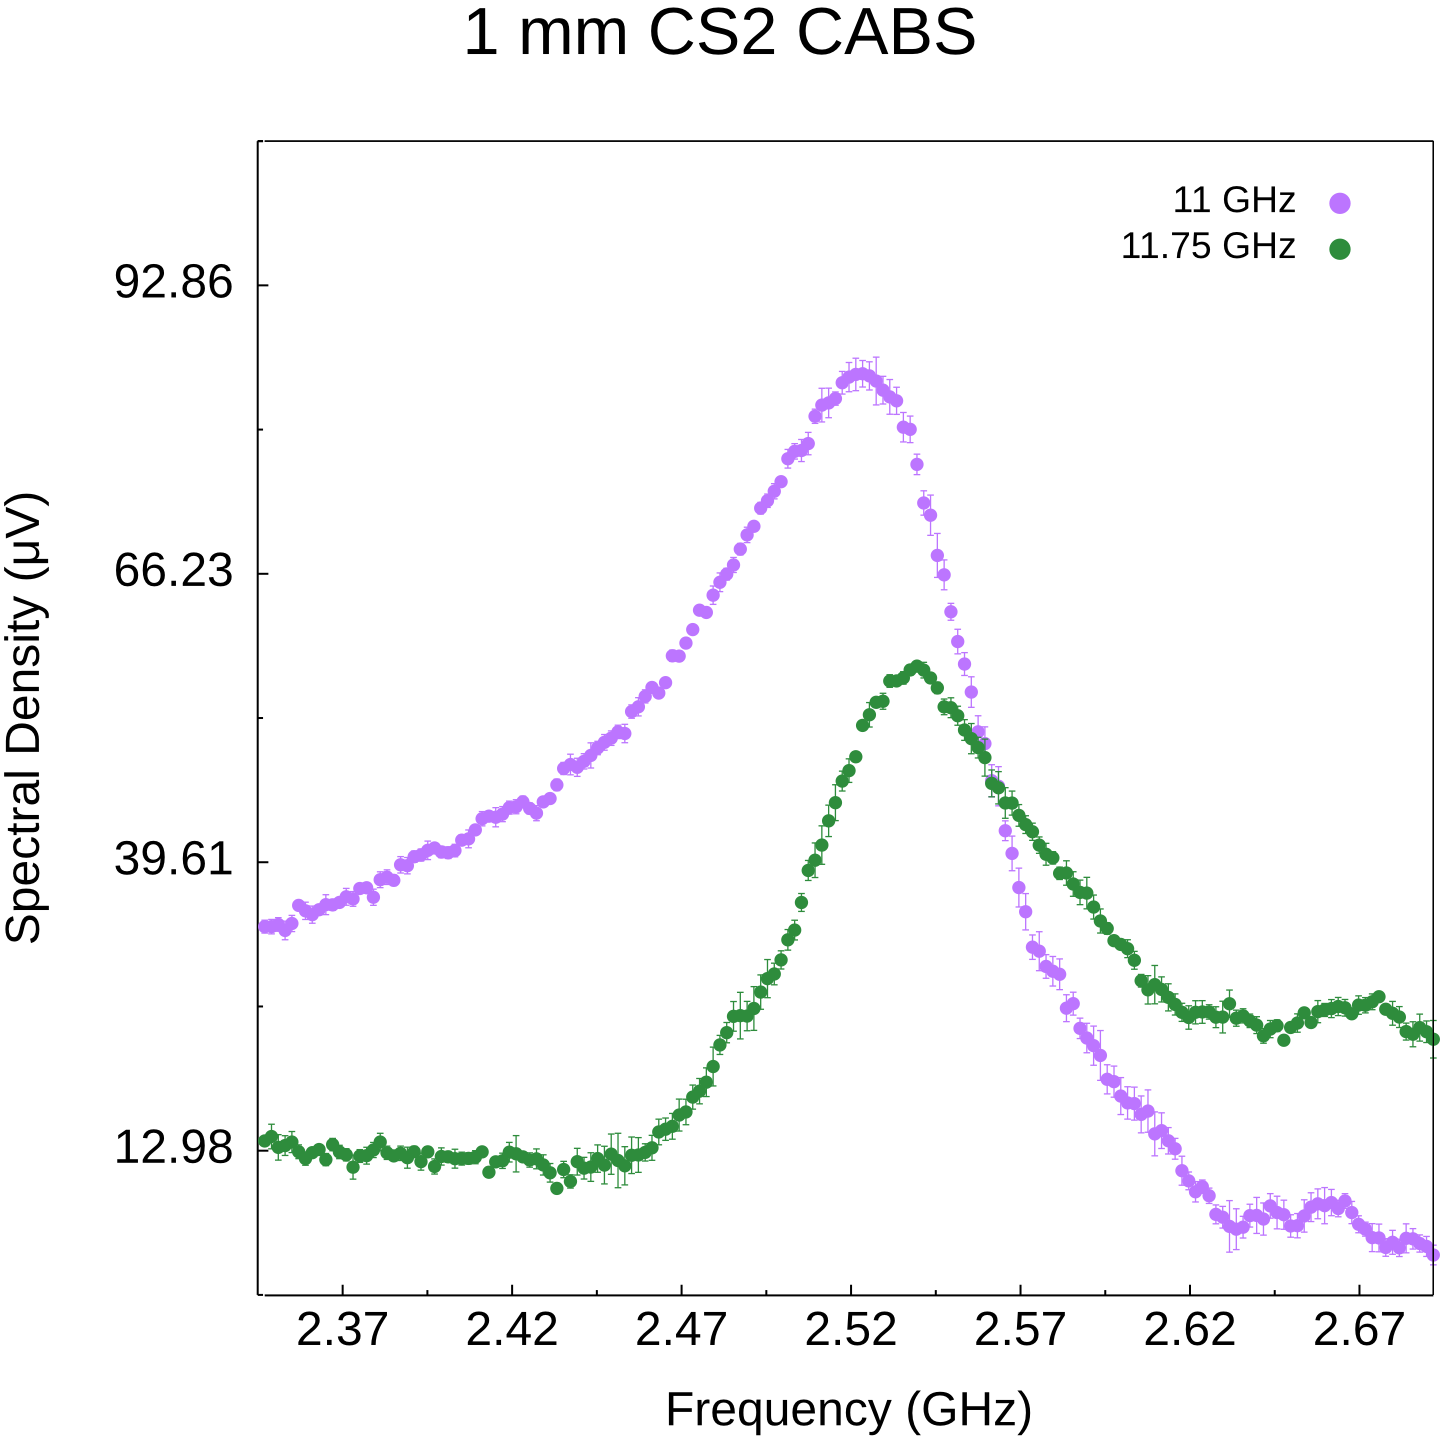 1 mm CS2 CABS
11 GHz
11.75 GHz
92.86
66.23
39.61
12.98
Spectral Density (μV)
2.37 2.42 2.47 2.52 2.57 2.62 2.67
Frequency (GHz)